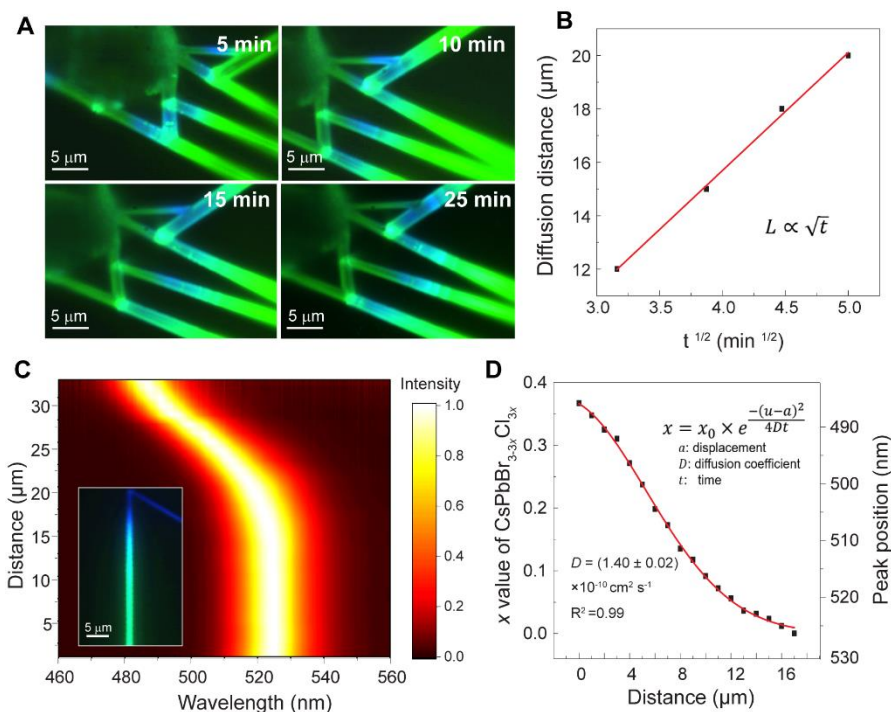 A
5 min
10 min
5 μm
5 μm
15 min
25 min
5 μm
5 μm
B
Diffusion distance (μm)
20
18
16
14
12
L ∝ √t
3.0 3.5 4.0 4.5 5.0
t 1/2 (min 1/2)
C
Distance (μm)
30
25
20
15
10
5
5 μm
460 480 500 520 540 560
Wavelength (nm)
Intensity
1.0
0.8
0.6
0.4
0.2
0.0
D
x value of CsPbBr3-3xCl3x
0.4
0.3
0.2
0.1
0.0
x = x0 × e^(-(u-a)²/4Dt)
a: displacement
D: diffusion coefficient
t: time
D = (1.40 ± 0.02)
×10-10 cm2 s-1
R2 =0.99
0 4 8 12 16
Distance (μm)
490
500
510
520
530
Peak position (nm)